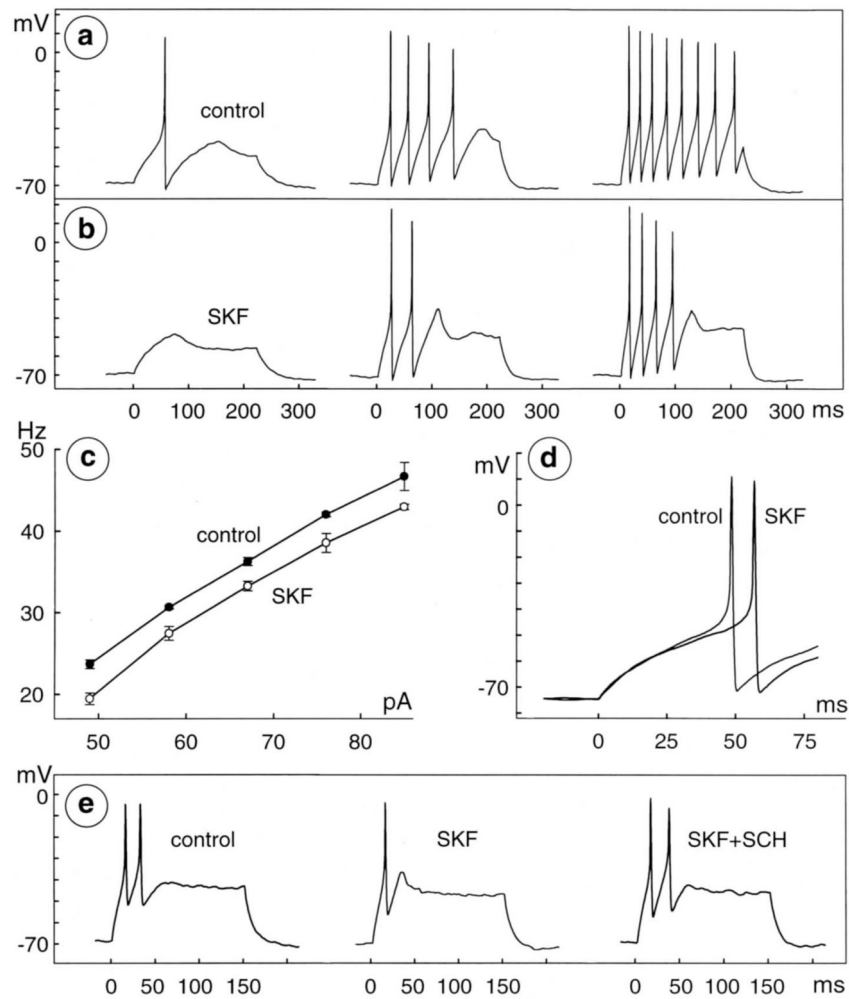 mV
a
0
control
-70
b
0
SKF
-70
0 100 200 300 0 100 200 300 0 100 200 300 ms
Hz
50
c
control
40
30
SKF
20
pA
50 60 70 80
d
mV
0
control SKF
-70
ms
0 25 50 75
mV
0
e
control SKF SKF+SCH
-70
0 50 100 150 0 50 100 150 0 50 100 150 ms